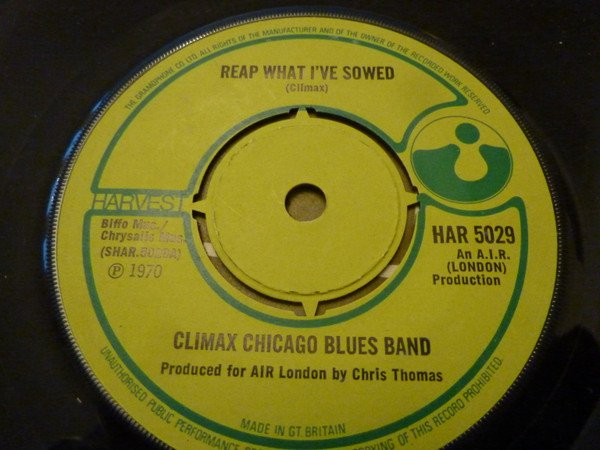 THE GRAMOPHONE CO. LTD. ALL RIGHTS OF THE MANUFACTURER AND OF THE OWNER OF THE RECORDED WORK RESERVED
REAP WHAT I'VE SOWED
(Climax)
HARVEST
Biffo Mus./
Chrysalis Mus.
(SHAR.5029A)
℗ 1970
HAR 5029
An A.I.R.
(LONDON)
Production
CLIMAX CHICAGO BLUES BAND
Produced for AIR London by Chris Thomas
MADE IN GT. BRITAIN
UNAUTHORISED PUBLIC PERFORMANCE OF THIS RECORD PROHIBITED.